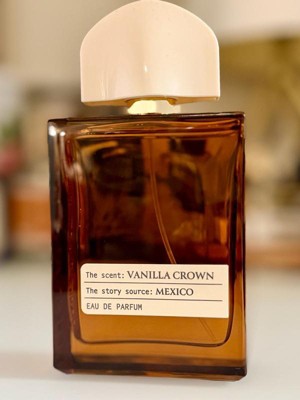 The scent: VANILLA CROWN
The story source: MEXICO
EAU DE PARFUM